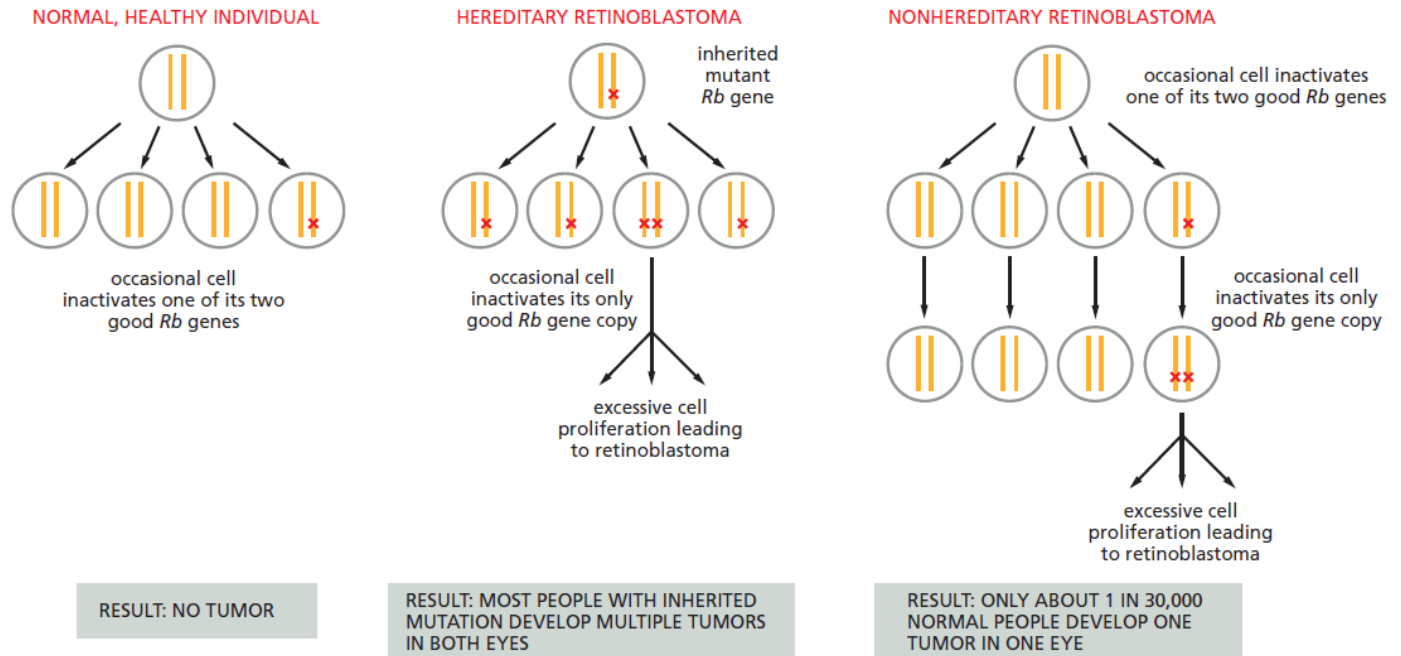 NORMAL, HEALTHY INDIVIDUAL
occasional cell
inactivates one of its two
good Rb genes
RESULT: NO TUMOR
HEREDITARY RETINOBLASTOMA
inherited
mutant
Rb gene
occasional cell
inactivates its only
good Rb gene copy
excessive cell
proliferation leading
to retinoblastoma
RESULT: MOST PEOPLE WITH INHERITED
MUTATION DEVELOP MULTIPLE TUMORS
IN BOTH EYES
NONHEREDITARY RETINOBLASTOMA
occasional cell inactivates
one of its two good Rb genes
occasional cell
inactivates its only
good Rb gene copy
excessive cell
proliferation leading
to retinoblastoma
RESULT: ONLY ABOUT 1 IN 30,000
NORMAL PEOPLE DEVELOP ONE
TUMOR IN ONE EYE